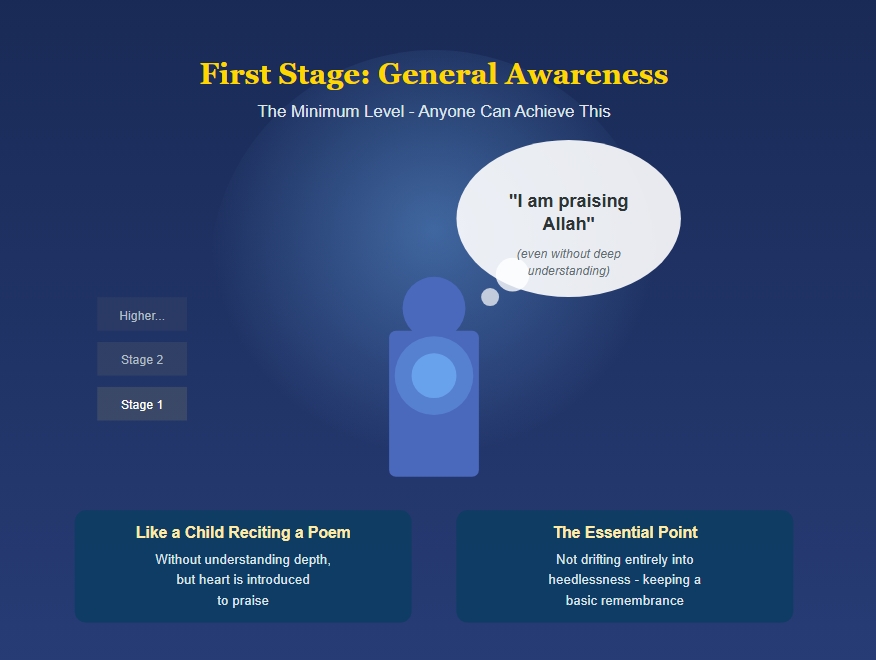 First Stage: General Awareness
The Minimum Level - Anyone Can Achieve This
"I am praising
Allah"
(even without deep
understanding)
Higher...
Stage 2
Stage 1
Like a Child Reciting a Poem
Without understanding depth,
but heart is introduced
to praise
The Essential Point
Not drifting entirely into
heedlessness - keeping a
basic remembrance